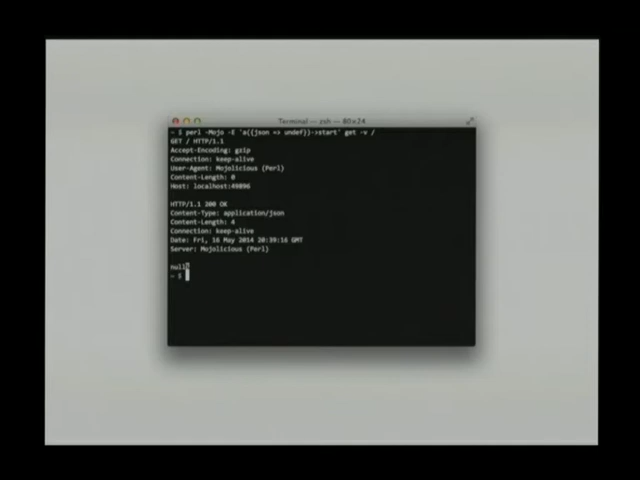 Terminal — zsh — 80×24
~ $ perl -Mojo -E 'a({json => undef})->start' get -v /
GET / HTTP/1.1
Accept-Encoding: gzip
Connection: keep-alive
User-Agent: Mojolicious (Perl)
Content-Length: 0
Host: localhost:49896
HTTP/1.1 200 OK
Content-Type: application/json
Content-Length: 4
Connection: keep-alive
Date: Fri, 16 May 2014 20:39:16 GMT
Server: Mojolicious (Perl)
null
~ $